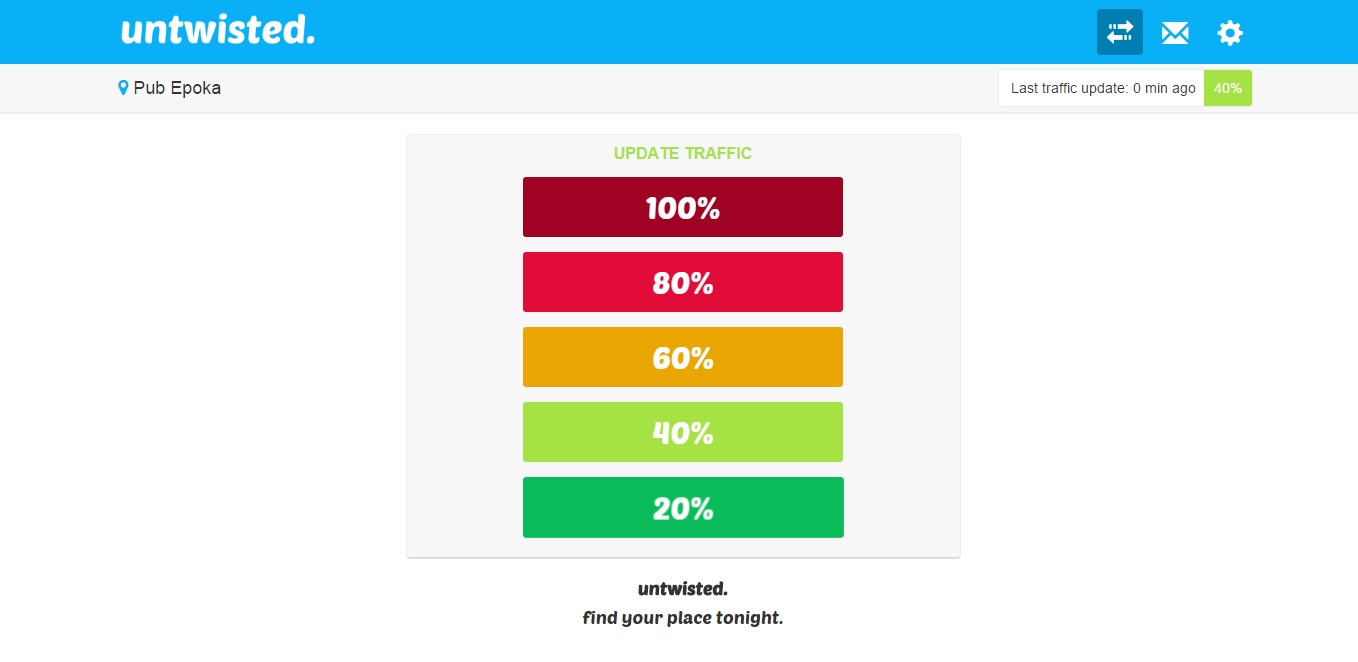 untwisted.
Pub Epoka
Last traffic update: 0 min ago 40%
UPDATE TRAFFIC
100%
80%
60%
40%
20%
untwisted.
find your place tonight.